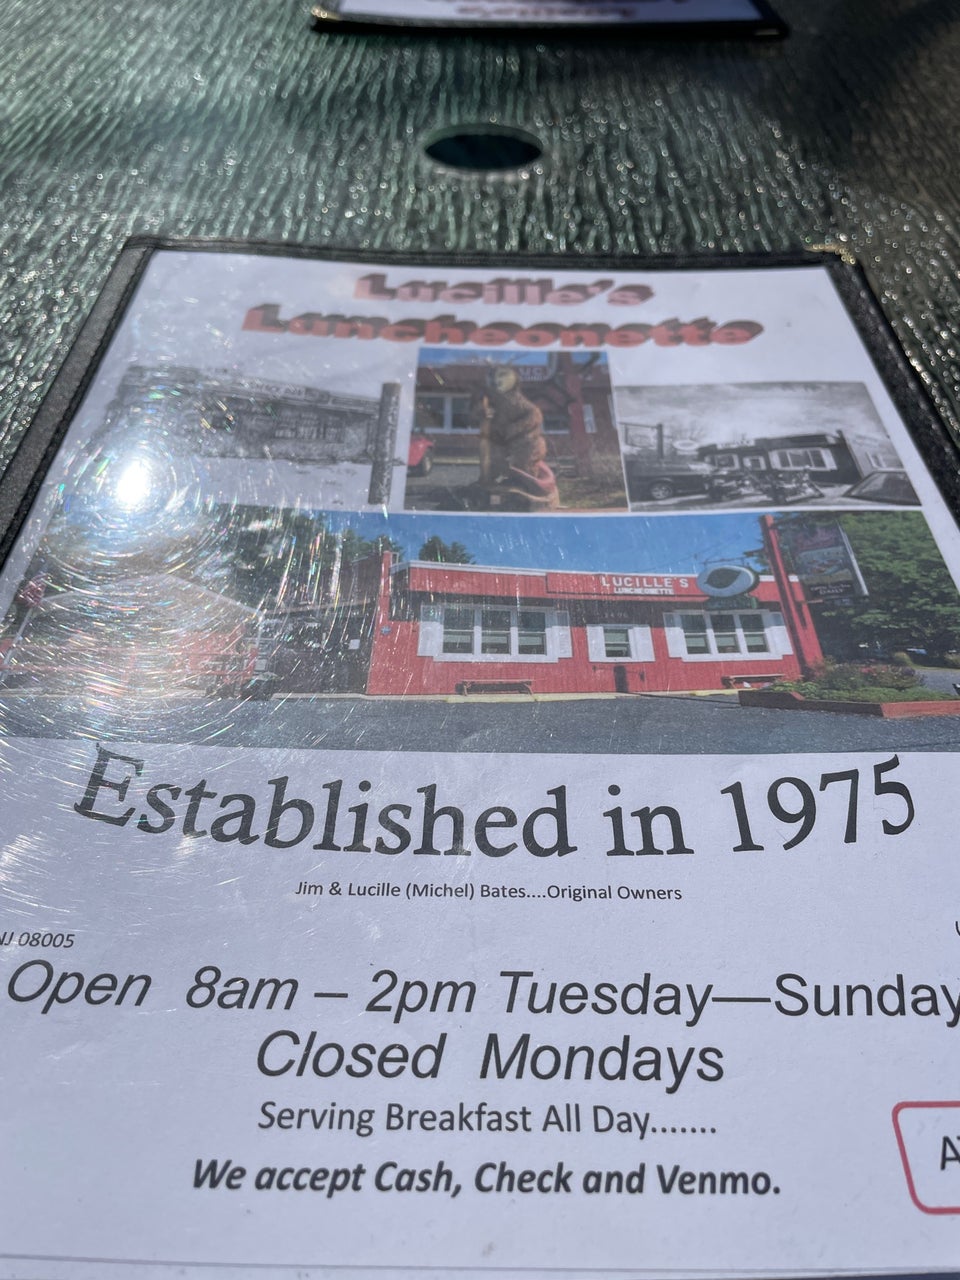 Lucille's
Luncheonette
LUCILLE'S
LUNCHEONETTE
Established in 1975
Jim & Lucille (Michel) Bates....Original Owners
NJ 08005
Open 8am – 2pm Tuesday—Sunday
Closed Mondays
Serving Breakfast All Day.......
We accept Cash, Check and Venmo.